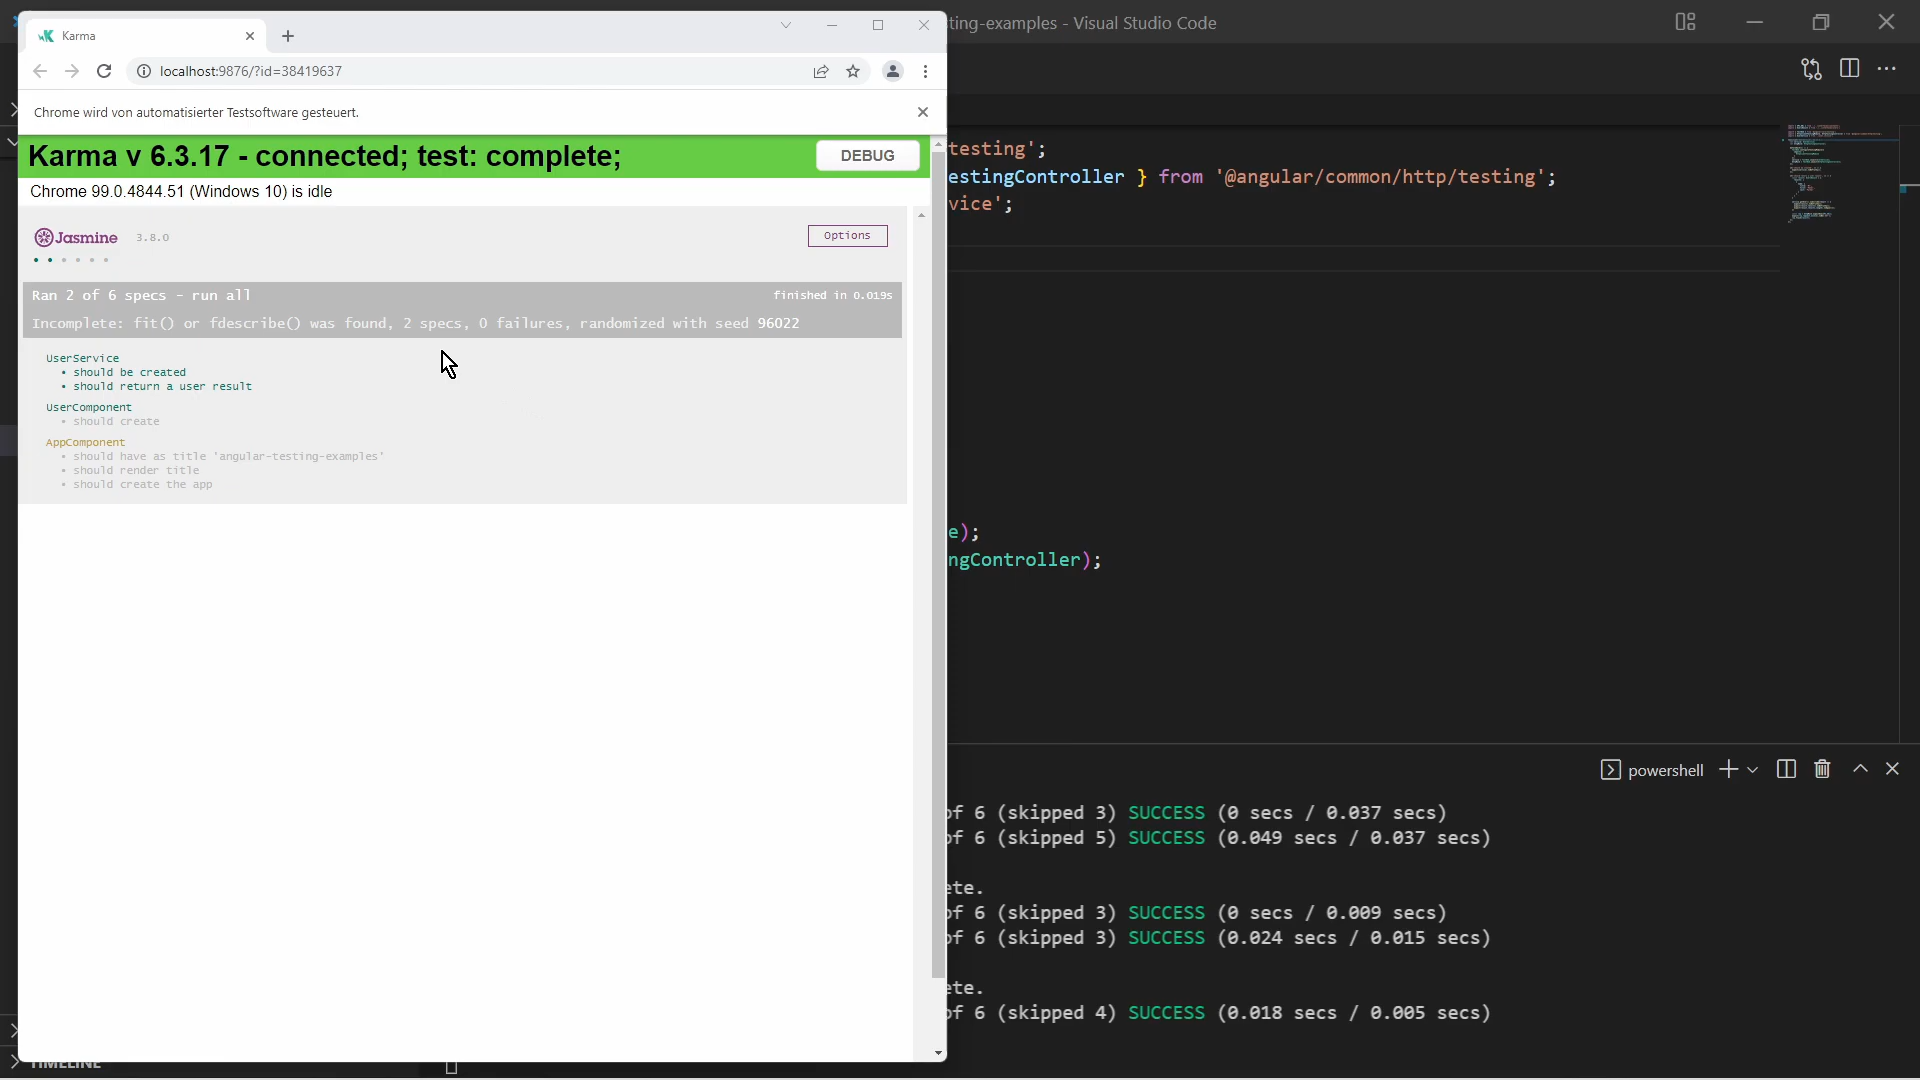 Karma
localhost:9876/?id=38419637
Chrome wird von automatisierter Testsoftware gesteuert.
Karma v 6.3.17 - connected; test: complete;
DEBUG
Chrome 99.0.4844.51 (Windows 10) is idle
Jasmine 3.8.0
Options
Ran 2 of 6 specs - run all
finished in 0.019s
Incomplete: fit() or fdescribe() was found, 2 specs, 0 failures, randomized with seed 96022
UserService
• should be created
• should return a user result
UserComponent
• should create
AppComponent
• should have as title 'angular-testing-examples'
• should render title
• should create the app
ting-examples - Visual Studio Code
testing';
estingController } from '@angular/common/http/testing';
vice';
e);
ngController);
powershell
of 6 (skipped 3) SUCCESS (0 secs / 0.037 secs)
of 6 (skipped 5) SUCCESS (0.049 secs / 0.037 secs)
ete.
of 6 (skipped 3) SUCCESS (0 secs / 0.009 secs)
of 6 (skipped 3) SUCCESS (0.024 secs / 0.015 secs)
ete.
of 6 (skipped 4) SUCCESS (0.018 secs / 0.005 secs)
TIMELINE